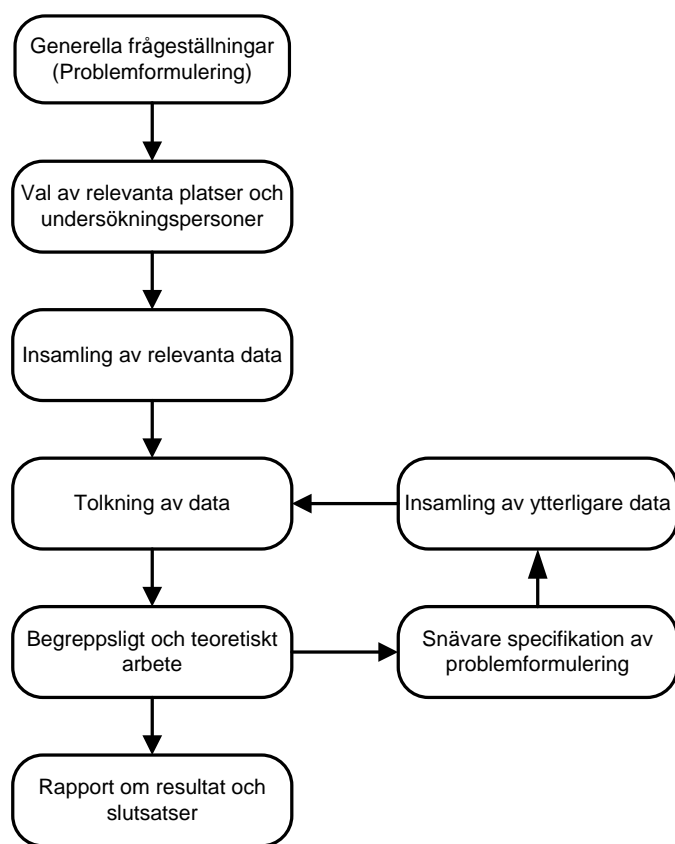 Generella frågeställningar
(Problemformulering)
Val av relevanta platser och
undersökningspersoner
Insamling av relevanta data
Tolkning av data
Insamling av ytterligare data
Begreppsligt och teoretiskt
arbete
Snävare specifikation av
problemformulering
Rapport om resultat och
slutsatser